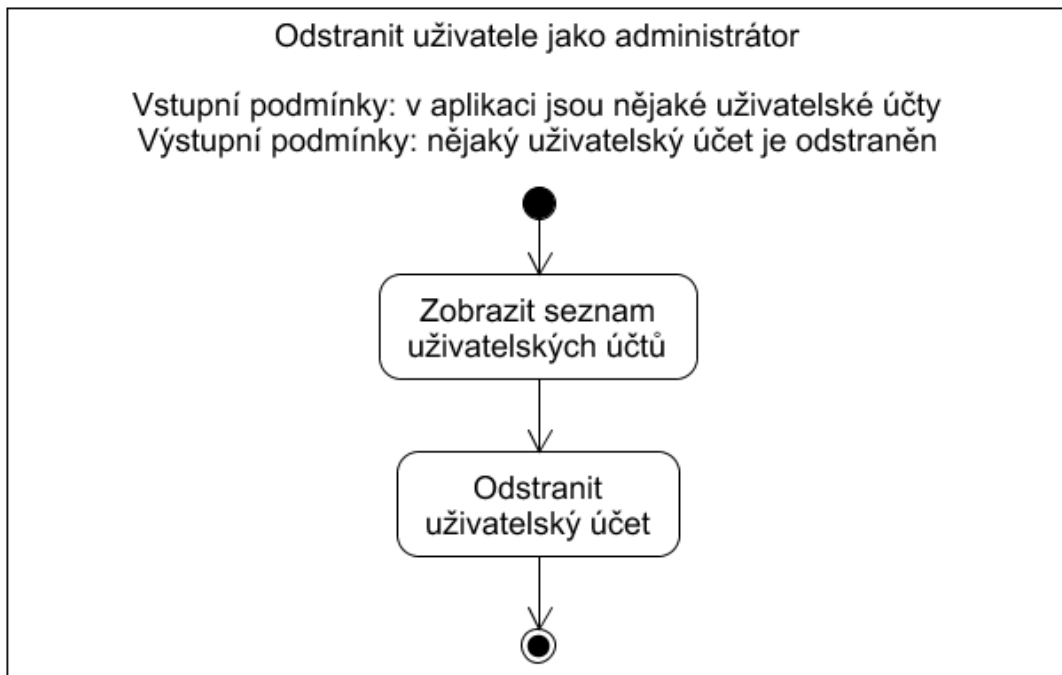 Odstranit uživatele jako administrátor
Vstupní podmínky: v aplikaci jsou nějaké uživatelské účty
Výstupní podmínky: nějaký uživatelský účet je odstraněn
Zobrazit seznam
uživatelských účtů
Odstranit
uživatelský účet